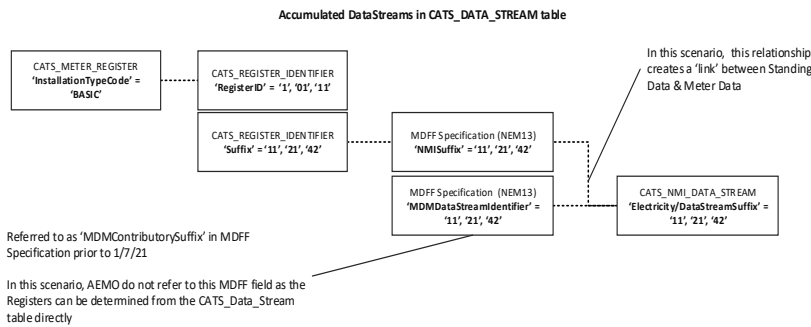 Accumulated DataStreams in CATS_DATA_STREAM table
In this scenario, this relationship
creates a ‘link’ between Standing
Data & Meter Data
CATS_METER_REGISTER
‘InstallationTypeCode’ =
‘BASIC’
CATS_REGISTER_IDENTIFIER
‘RegisterID’ = ‘1’, ‘01’, ‘11’
CATS_REGISTER_IDENTIFIER
‘Suffix’ = ‘11’, ‘21’, ‘42’
MDFF Specification (NEM13)
‘NMISuffix’ = ‘11’, ‘21’, ‘42’
MDFF Specification (NEM13)
‘MDMDataStreamIdentifier’ =
‘11’, ‘21’, ‘42’
CATS_NMI_DATA_STREAM
‘Electricity/DataStreamSuffix’ =
‘11’, ‘21’, ‘42’
Referred to as ‘MDMContributorySuffix’ in MDFF
Specification prior to 1/7/21
In this scenario, AEMO do not refer to this MDFF field as the
Registers can be determined from the CATS_Data_Stream
table directly